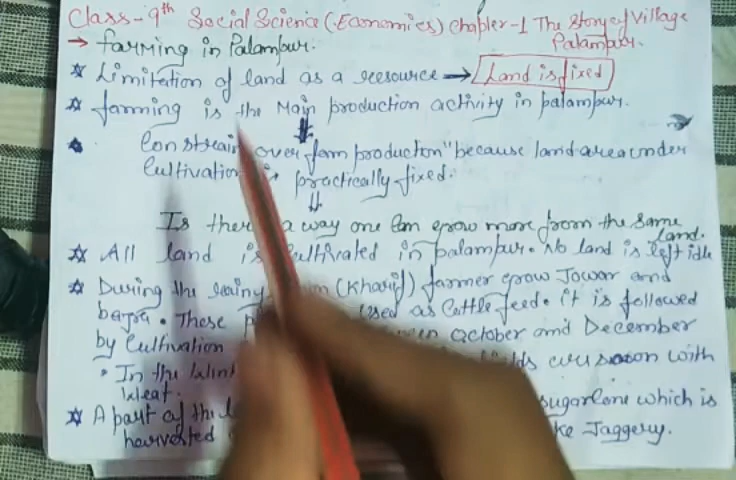 Class-9th Social Science (Economics) Chapter-1 The Story of Village
Palampur.
→ farming in Palampur.
☆ Limitation of land as a resource → Land is fixed
☆ farming is the Main production activity in palampur.
Constrain over farm production" because land area under
Cultivation is practically fixed.
Is there a way one Can grow more from the same
land.
☆ All land is Cultivated in palampur. No land is left idle
☆ During the rainy (Kharif) farmer grow Jowar and
bajra. These used as Cattle feed. it is followed
by Cultivation October and December
• In the with
☆ A part of the sugarcane which is
harvested Jaggery.